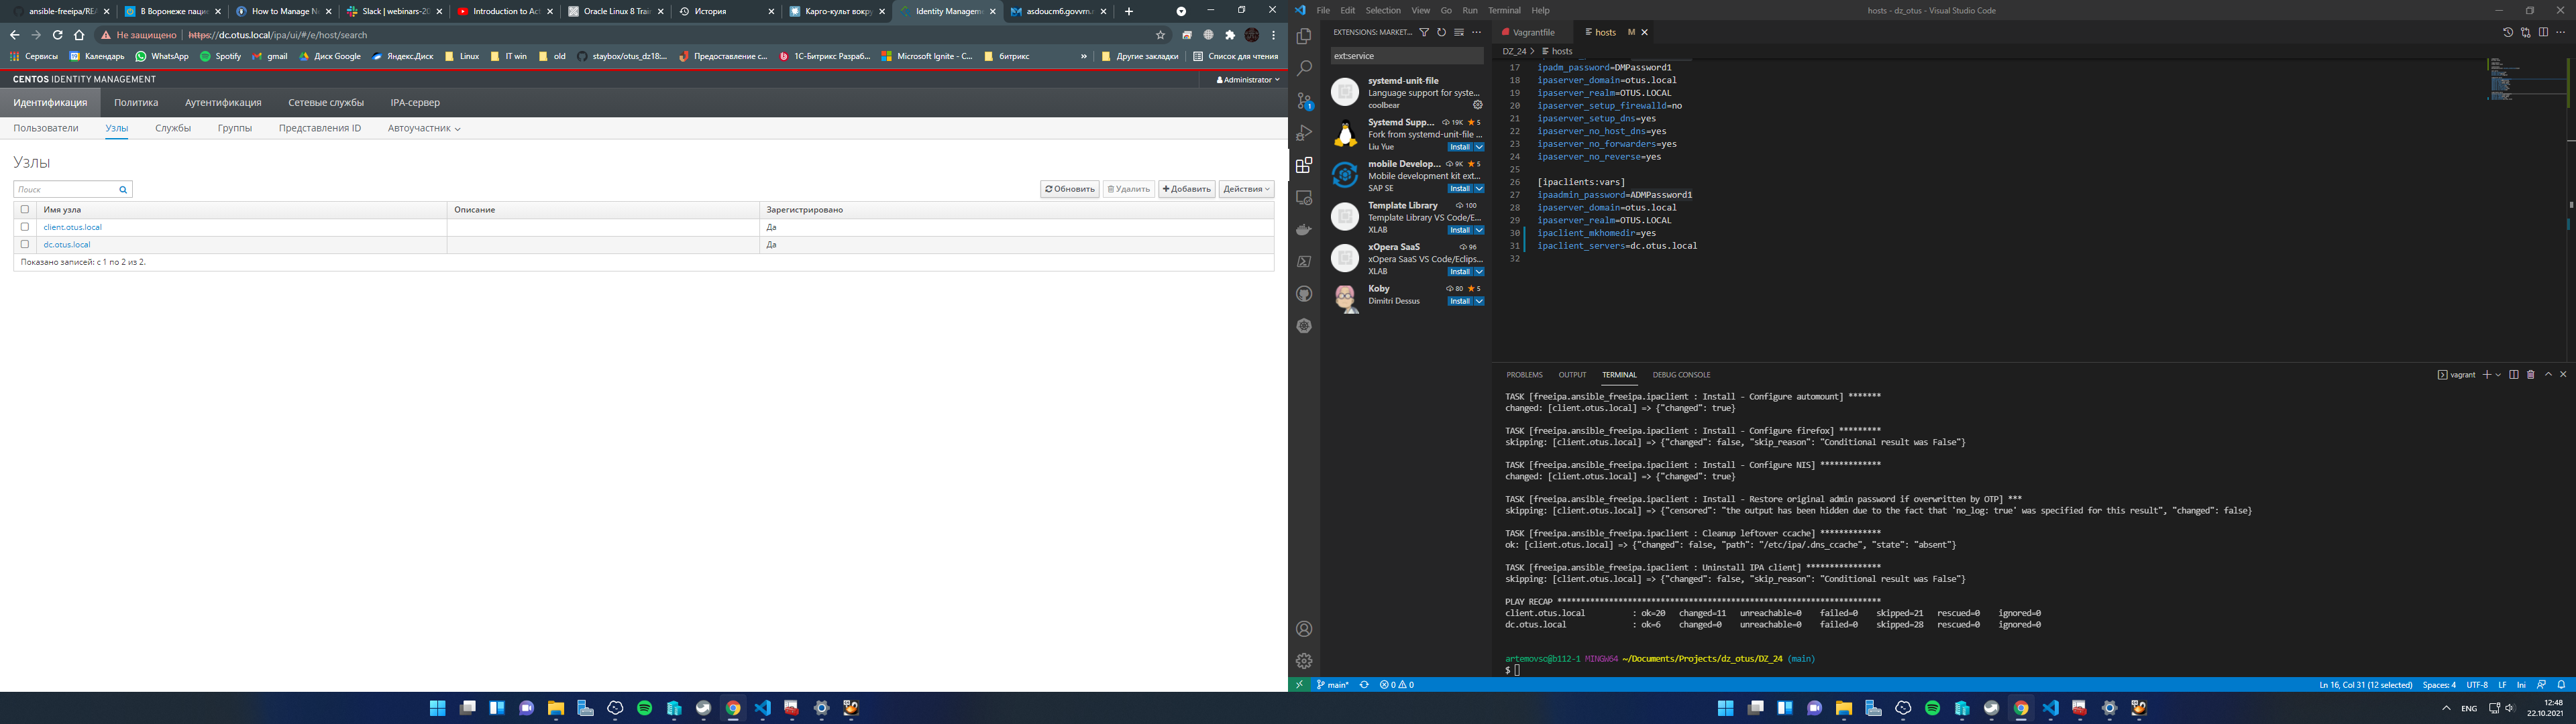 ansible-freeipa/REA
В Воронеже пацие
How to Manage Ne
Slack | webinars-20
Introduction to Act
Oracle Linux 8 Train
История
Карго-культ вокру
Identity Managem
asdoucm6.govvrn.r
Не защищено | https://dc.otus.local/ipa/ui/#/e/host/search
Сервисы
Календарь
WhatsApp
Spotify
gmail
Диск Google
Яндекс.Диск
Linux
IT win
old
staybox/otus_dz18:...
Предоставление с...
1С-Битрикс Разраб...
Microsoft Ignite - C...
битрикс
»
Другие закладки
Список для чтения
CENTOS IDENTITY MANAGEMENT
Administrator
Идентификация
Политика
Аутентификация
Сетевые службы
IPA-сервер
Пользователи
Узлы
Службы
Группы
Представления ID
Автоучастник
Узлы
Поиск
Обновить
Удалить
Добавить
Действия
Имя узла
Описание
Зарегистрировано
client.otus.local
Да
dc.otus.local
Да
Показано записей: с 1 по 2 из 2.
File Edit Selection View Go Run Terminal Help
hosts - dz_otus - Visual Studio Code
EXTENSIONS: MARKET...
extservice
systemd-unit-file
Language support for syste...
coolbear
Systemd Supp... 19K 5
Fork from systemd-unit-file ...
Liu Yue
Install
mobile Develop... 9K 5
Mobile development kit ext...
SAP SE
Install
Template Library 100
Template Library VS Code/E...
XLAB
Install
xOpera SaaS 96
xOpera SaaS VS Code/Eclips...
XLAB
Install
Koby 80 5
Dimitri Dessus
Install
1
Vagrantfile
hosts M
DZ_24 > hosts
17 ipadm_password=DMPassword1
18 ipaserver_domain=otus.local
19 ipaserver_realm=OTUS.LOCAL
20 ipaserver_setup_firewalld=no
21 ipaserver_setup_dns=yes
22 ipaserver_no_host_dns=yes
23 ipaserver_no_forwarders=yes
24 ipaserver_no_reverse=yes
25
26 [ipaclients:vars]
27 ipaadmin_password=ADMPassword1
28 ipaserver_domain=otus.local
29 ipaserver_realm=OTUS.LOCAL
30 ipaclient_mkhomedir=yes
31 ipaclient_servers=dc.otus.local
32
PROBLEMS OUTPUT TERMINAL DEBUG CONSOLE
vagrant
TASK [freeipa.ansible_freeipa.ipaclient : Install - Configure automount] *******
changed: [client.otus.local] => {"changed": true}
TASK [freeipa.ansible_freeipa.ipaclient : Install - Configure firefox] *********
skipping: [client.otus.local] => {"changed": false, "skip_reason": "Conditional result was False"}
TASK [freeipa.ansible_freeipa.ipaclient : Install - Configure NIS] *************
changed: [client.otus.local] => {"changed": true}
TASK [freeipa.ansible_freeipa.ipaclient : Install - Restore original admin password if overwritten by OTP] ***
skipping: [client.otus.local] => {"censored": "the output has been hidden due to the fact that 'no_log: true' was specified for this result", "changed": false}
TASK [freeipa.ansible_freeipa.ipaclient : Cleanup leftover ccache] *************
ok: [client.otus.local] => {"changed": false, "path": "/etc/ipa/.dns_ccache", "state": "absent"}
TASK [freeipa.ansible_freeipa.ipaclient : Uninstall IPA client] ****************
skipping: [client.otus.local] => {"changed": false, "skip_reason": "Conditional result was False"}
PLAY RECAP *********************************************************************
client.otus.local : ok=20 changed=11 unreachable=0 failed=0 skipped=21 rescued=0 ignored=0
dc.otus.local : ok=6 changed=0 unreachable=0 failed=0 skipped=28 rescued=0 ignored=0
artemovsc@b112-1 MINGW64 ~/Documents/Projects/dz_otus/DZ_24 (main)
$
main* 0 0
Ln 16, Col 31 (12 selected) Spaces: 4 UTF-8 LF Ini
ENG
12:48
22.10.2021